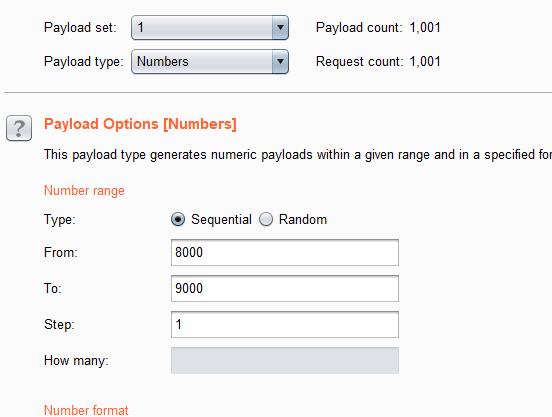 Payload set: 1 Payload count: 1,001
Payload type: Numbers Request count: 1,001
? Payload Options [Numbers]
This payload type generates numeric payloads within a given range and in a specified for
Number range
Type: Sequential Random
From: 8000
To: 9000
Step: 1
How many:
Number format